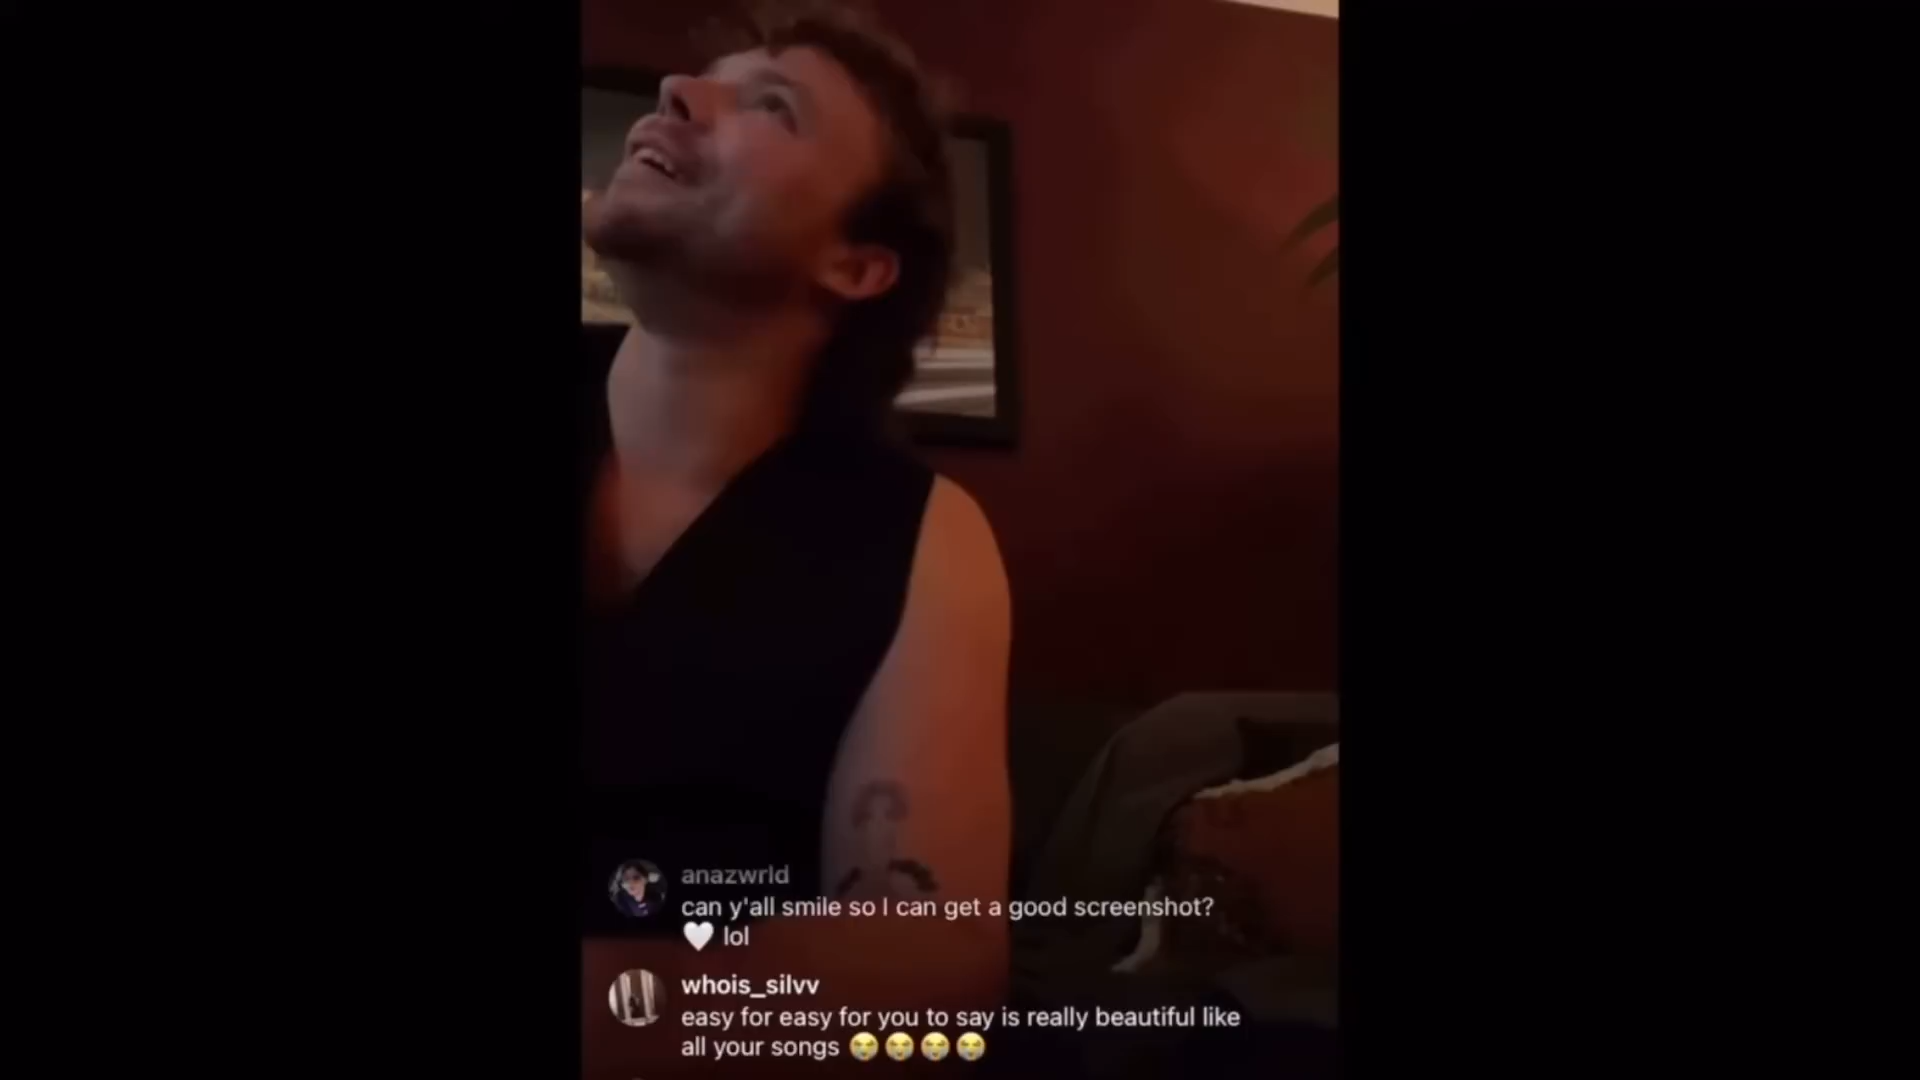 anazwrld
can y'all smile so I can get a good screenshot?
🤍 lol
whois_silvv
easy for easy for you to say is really beautiful like
all your songs 😭😭😭😭